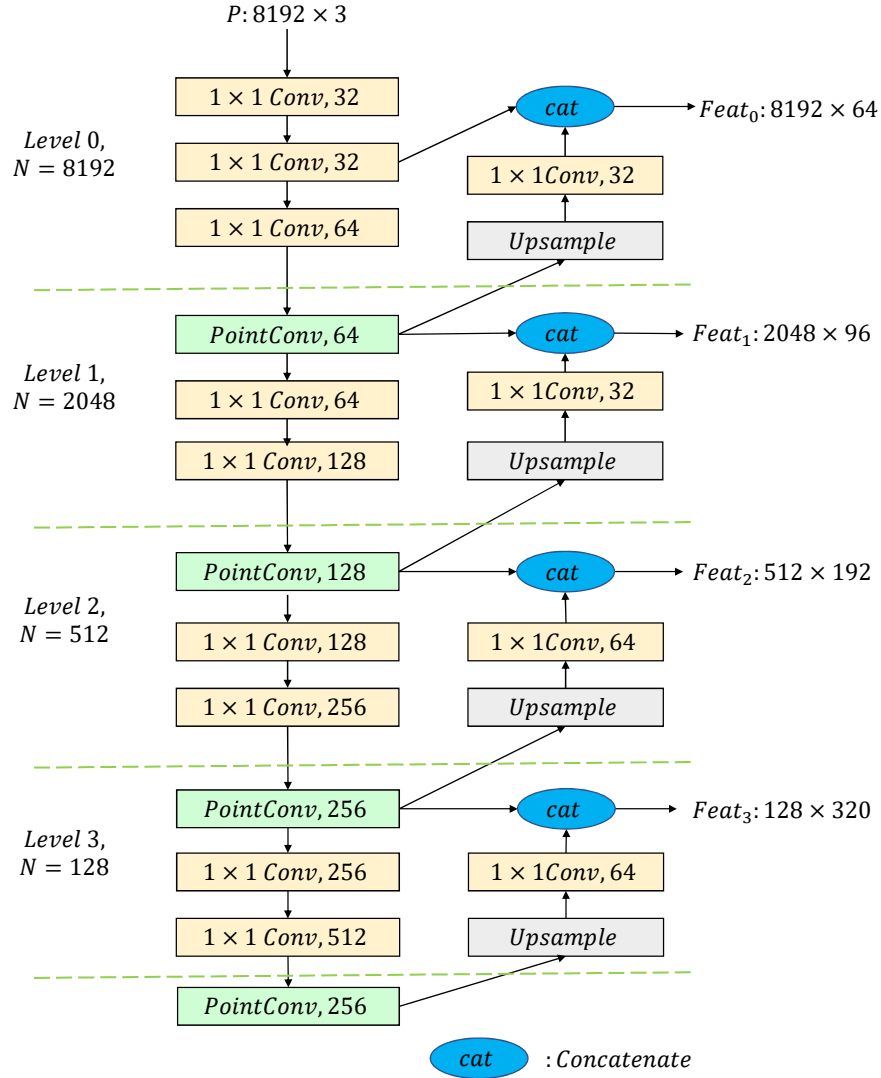 P: 8192 × 3
1 × 1 Conv, 32
cat
Feat₀: 8192 × 64
Level 0,
N = 8192
1 × 1 Conv, 32
1 × 1Conv, 32
1 × 1 Conv, 64
Upsample
PointConv, 64
cat
Feat₁: 2048 × 96
Level 1,
N = 2048
1 × 1 Conv, 64
1 × 1Conv, 32
1 × 1 Conv, 128
Upsample
PointConv, 128
cat
Feat₂: 512 × 192
Level 2,
N = 512
1 × 1 Conv, 128
1 × 1Conv, 64
1 × 1 Conv, 256
Upsample
PointConv, 256
cat
Feat₃: 128 × 320
Level 3,
N = 128
1 × 1 Conv, 256
1 × 1Conv, 64
1 × 1 Conv, 512
Upsample
PointConv, 256
cat : Concatenate